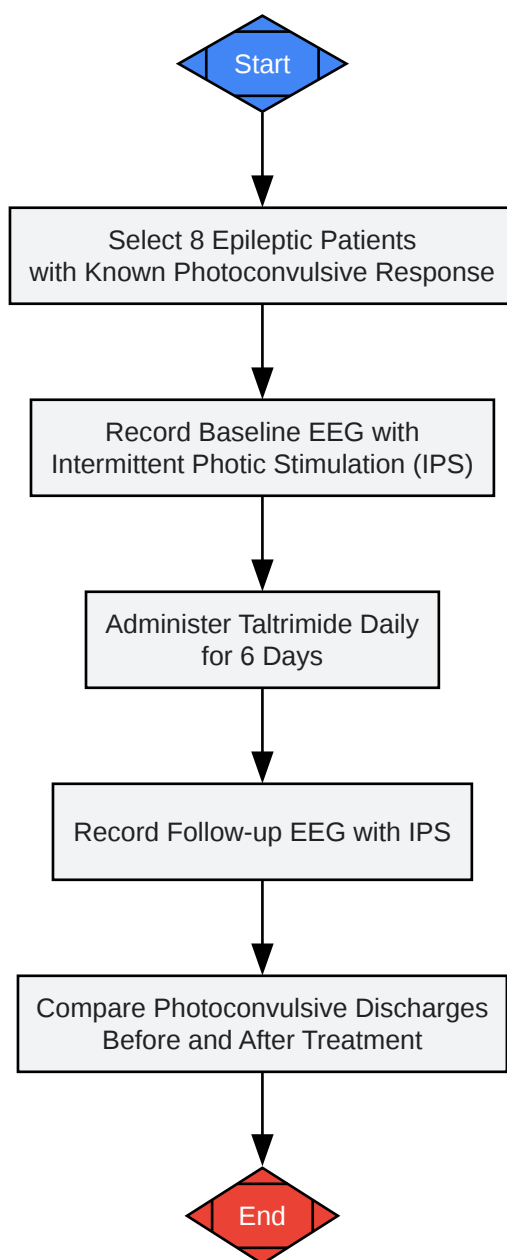 Start
Select 8 Epileptic Patients
with Known Photoconvulsive Response
Record Baseline EEG with
Intermittent Photic Stimulation (IPS)
Administer Taltrimide Daily
for 6 Days
Record Follow-up EEG with IPS
Compare Photoconvulsive Discharges
Before and After Treatment
End